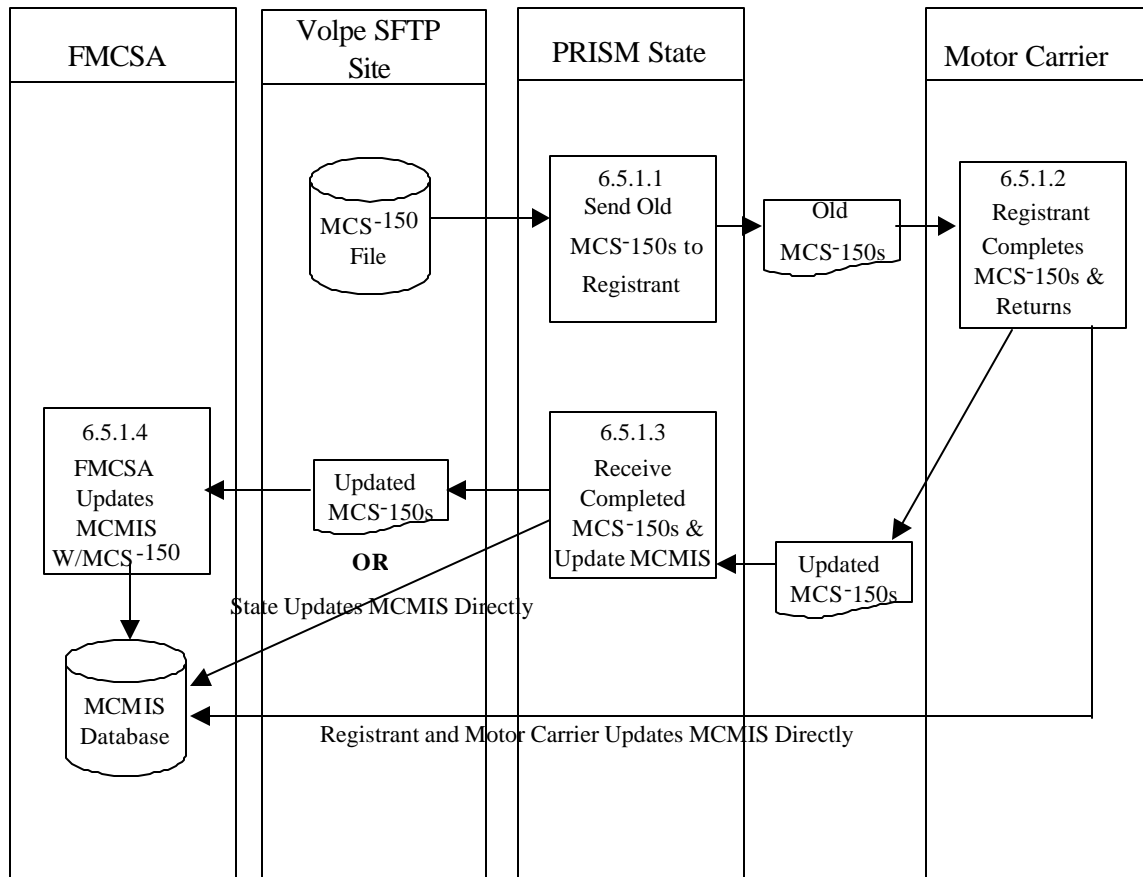 FMCSA
Volpe SFTP
Site
PRISM State
Motor Carrier
MCS-150
File
6.5.1.1
Send Old
MCS-150s to
Registrant
Old
MCS-150s
6.5.1.2
Registrant
Completes
MCS-150s &
Returns
6.5.1.4
FMCSA
Updates
MCMIS
W/MCS-150
Updated
MCS-150s
OR
6.5.1.3
Receive
Completed
MCS-150s &
Update MCMIS
Updated
MCS-150s
State Updates MCMIS Directly
MCMIS
Database
Registrant and Motor Carrier Updates MCMIS Directly